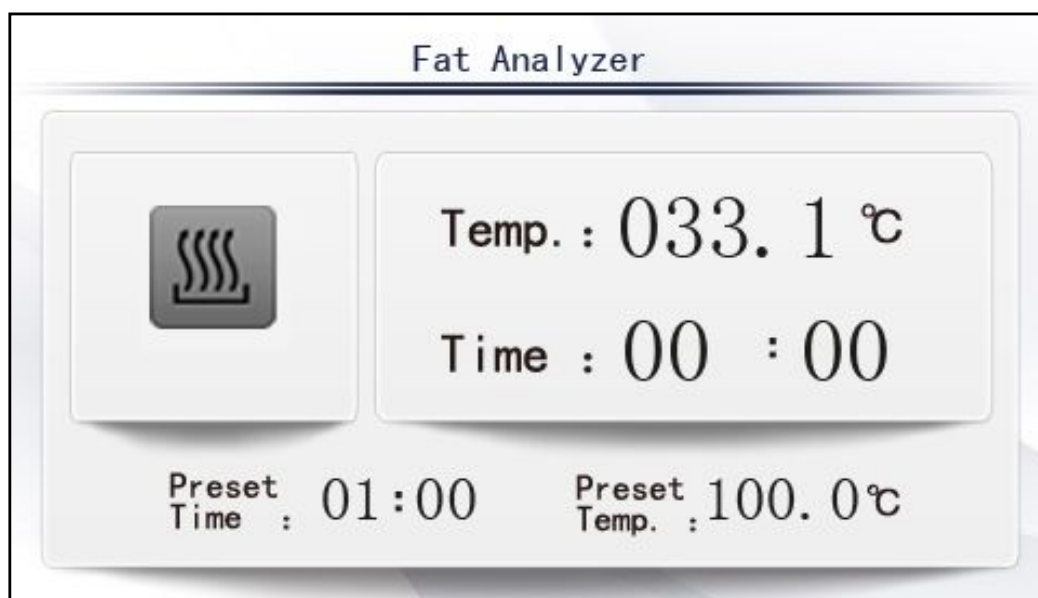 Fat Analyzer
Temp. : 033.1 ℃
Time : 00 : 00
Preset Time : 01:00
Preset Temp. : 100.0℃